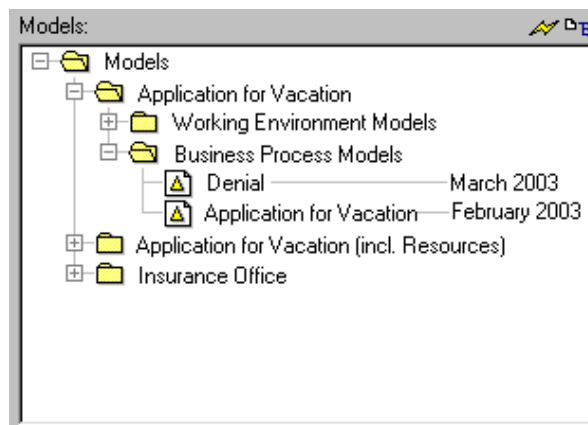 Models:
Models
Application for Vacation
Working Environment Models
Business Process Models
Denial March 2003
Application for Vacation February 2003
Application for Vacation (incl. Resources)
Insurance Office